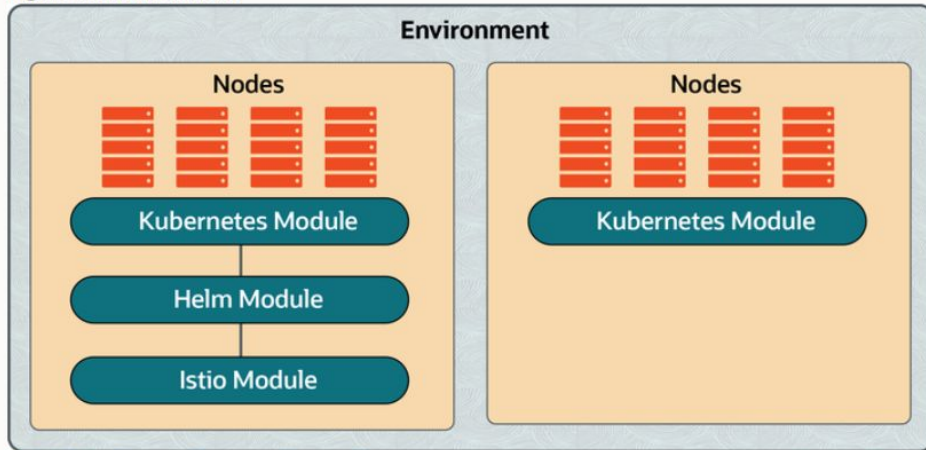 Environment
Nodes
Kubernetes Module
Helm Module
Istio Module
Nodes
Kubernetes Module